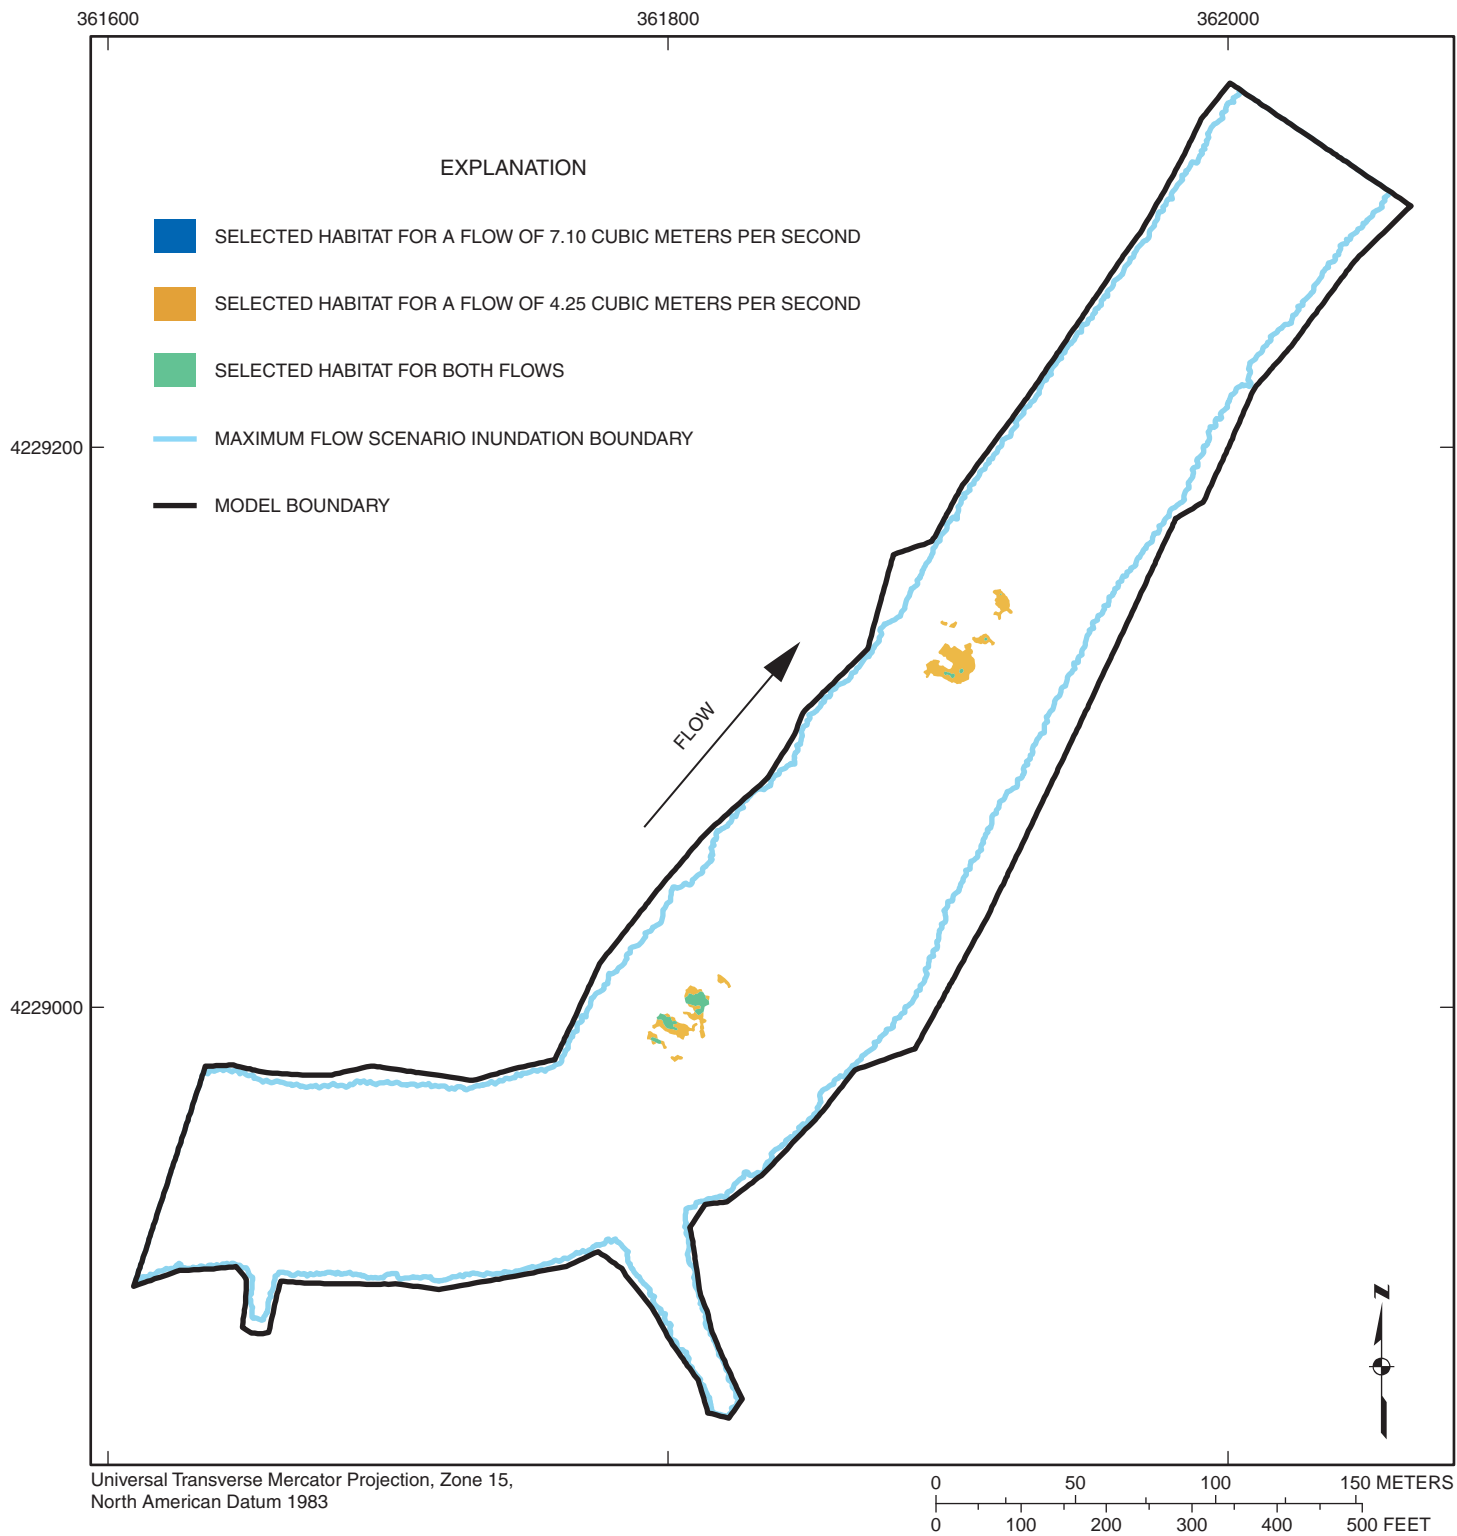 361600 361800 362000
EXPLANATION
SELECTED HABITAT FOR A FLOW OF 7.10 CUBIC METERS PER SECOND
SELECTED HABITAT FOR A FLOW OF 4.25 CUBIC METERS PER SECOND
SELECTED HABITAT FOR BOTH FLOWS
MAXIMUM FLOW SCENARIO INUNDATION BOUNDARY
4229200
MODEL BOUNDARY
FLOW
4229000
N
Universal Transverse Mercator Projection, Zone 15,
North American Datum 1983
0 50 100 150 METERS
0 100 200 300 400 500 FEET